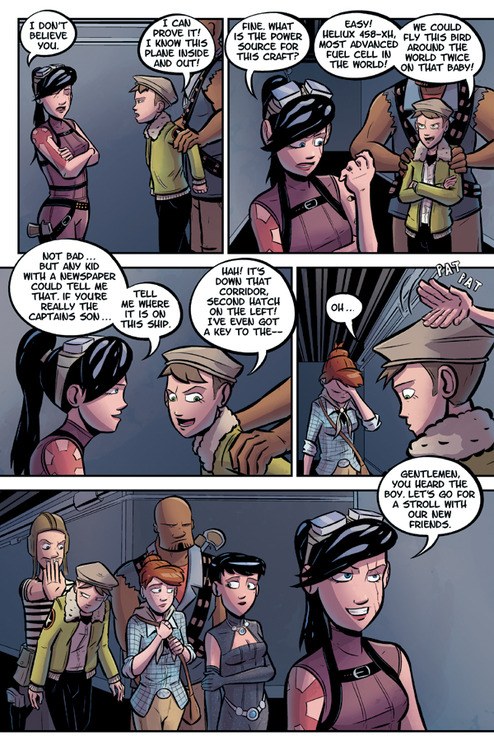 I DON'T
BELIEVE
YOU.
I CAN
PROVE IT!
I KNOW THIS
PLANE INSIDE
AND OUT!
FINE. WHAT
IS THE POWER
SOURCE FOR
THIS CRAFT?
EASY!
HELIUX 458-XH,
MOST ADVANCED
FUEL CELL IN
THE WORLD!
WE COULD
FLY THIS BIRD
AROUND THE
WORLD TWICE
ON THAT BABY!
NOT BAD...
BUT ANY KID
WITH A NEWSPAPER
COULD TELL ME
THAT. IF YOU'RE
REALLY THE
CAPTAINS SON...
TELL
ME WHERE
IT IS ON
THIS SHIP.
HAH! IT'S
DOWN THAT
CORRIDOR,
SECOND HATCH
ON THE LEFT!
I'VE EVEN GOT
A KEY TO THE--
OH...
PAT
PAT
GENTLEMEN,
YOU HEARD THE
BOY. LET'S GO FOR
A STROLL WITH
OUR NEW
FRIENDS.